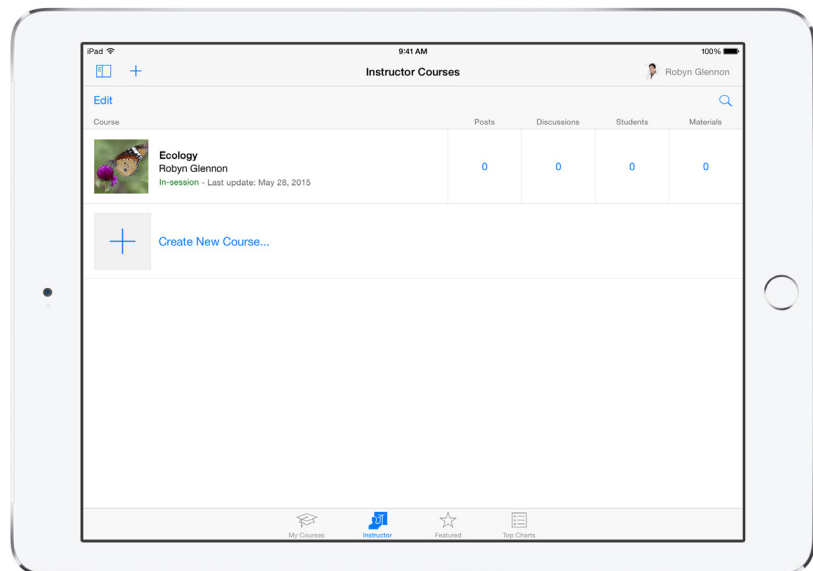 iPad 9:41 AM 100%
Instructor Courses Robyn Glennon
Edit
Course Posts Discussions Students Materials
Ecology
Robyn Glennon
In-session - Last update: May 28, 2015
0 0 0 0
Create New Course...
My Courses Instructor Featured Top Charts